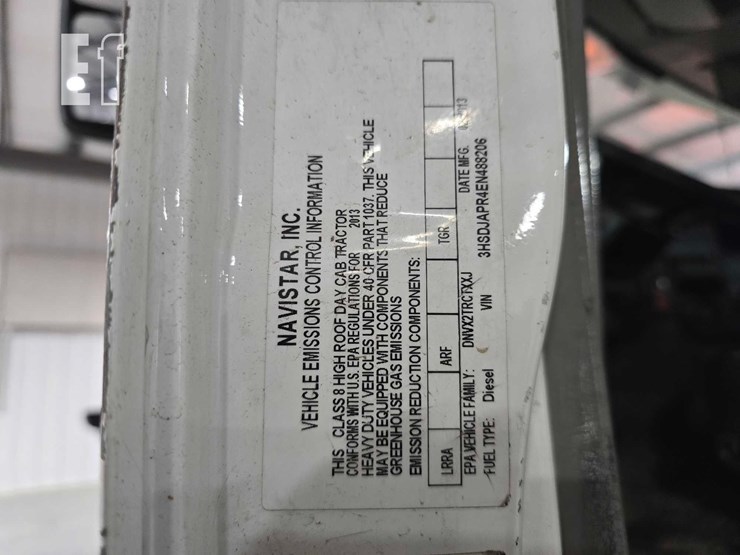 Ef
NAVISTAR, INC.
VEHICLE EMISSIONS CONTROL INFORMATION
THIS CLASS 8 HIGH ROOF DAY CAB TRACTOR
CONFORMS WITH U.S. EPA REGULATIONS FOR 2013
HEAVY DUTY VEHICLES UNDER 40 CFR PART 1037. THIS VEHICLE
MAY BE EQUIPPED WITH COMPONENTS THAT REDUCE
GREENHOUSE GAS EMISSIONS
EMISSION REDUCTION COMPONENTS:
LRRA ARF TGR
EPA VEHICLE FAMILY: DNVX2TRCTXXJ DATE MFG.
FUEL TYPE: Diesel VIN 3HSDJAPR4EN488206